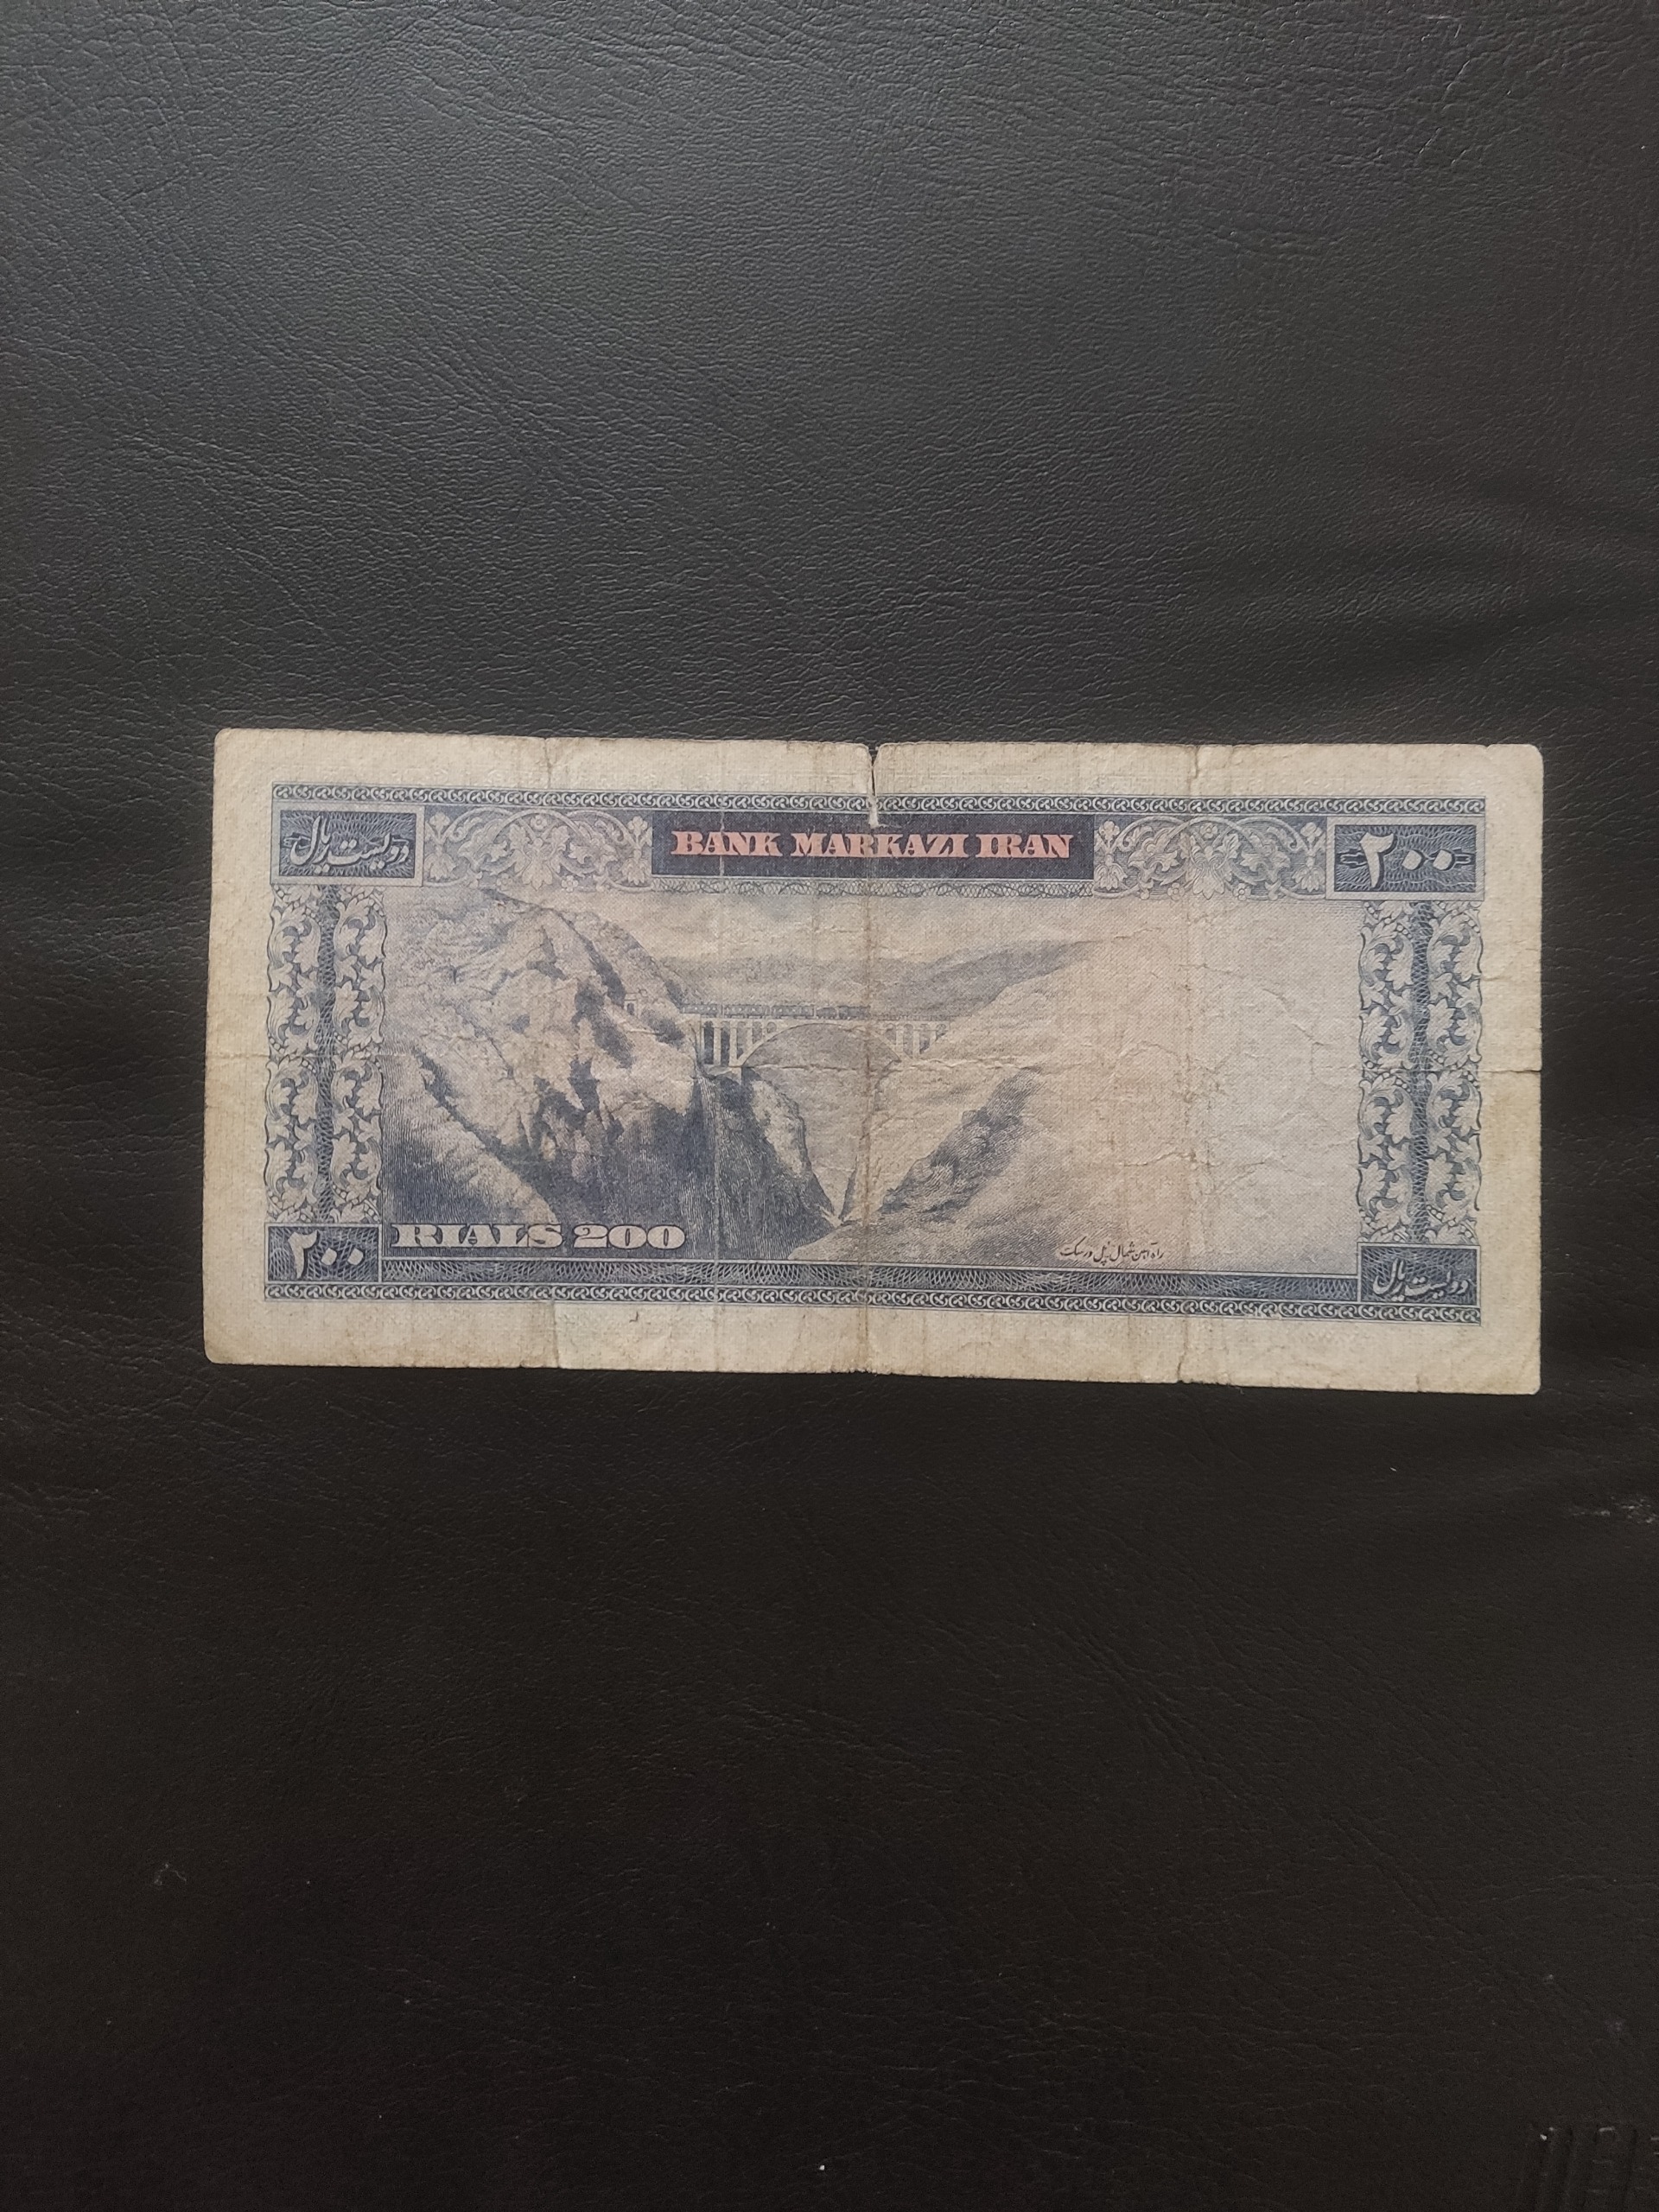 دویست ریال
BANK MARKAZI IRAN
۲۰۰
RIALS 200
راه آهن شمال پل ورسک
۲۰۰
دویست ریال